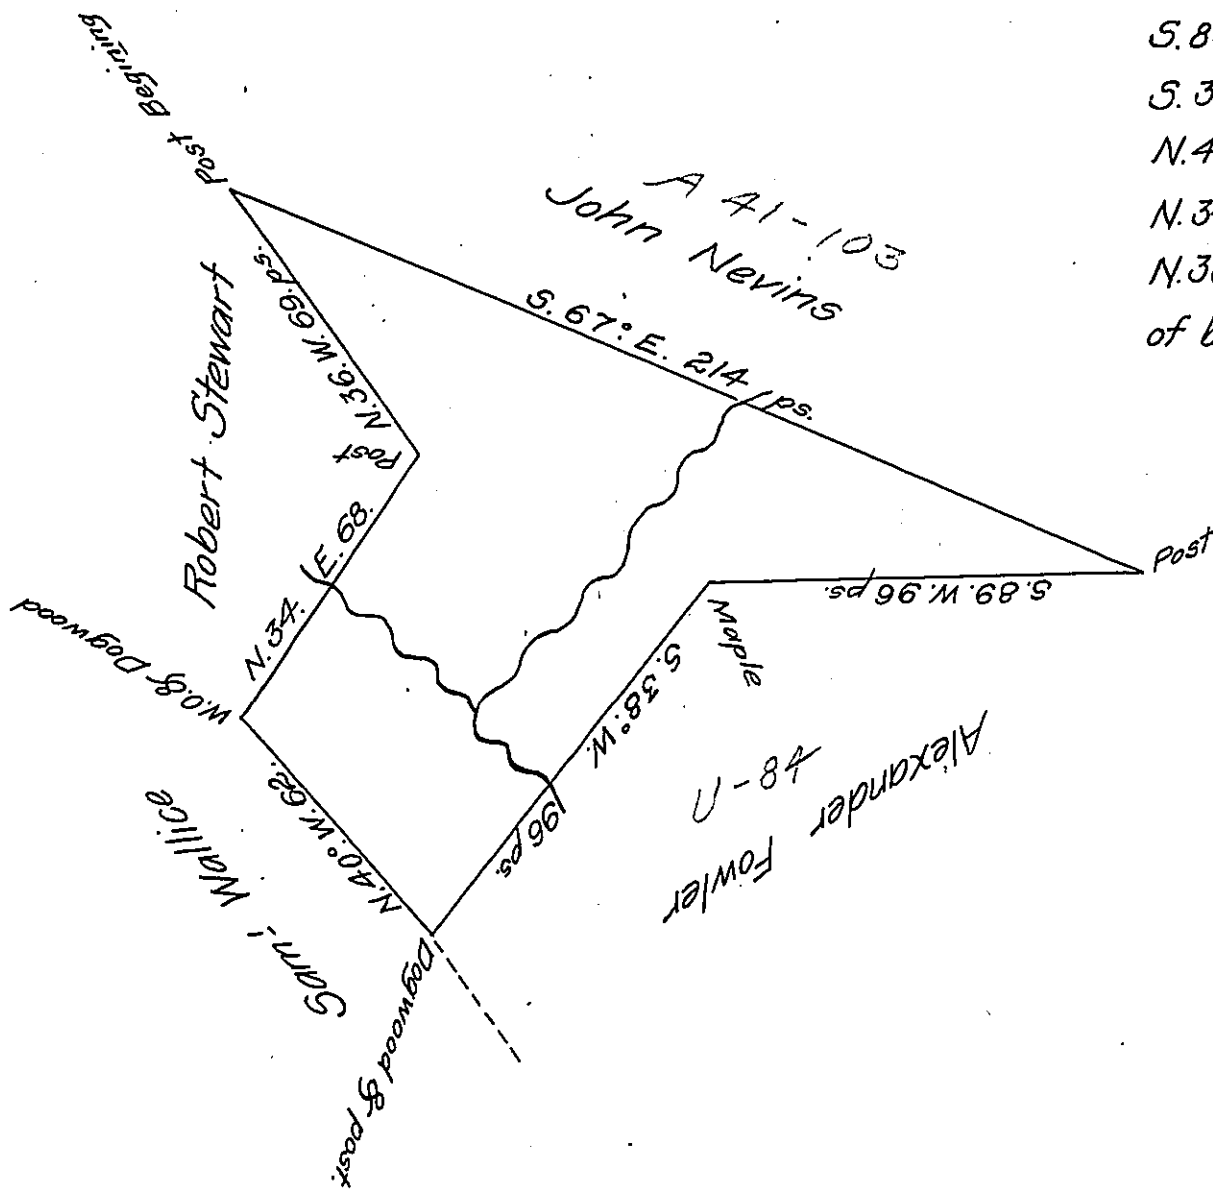 Post Begining
A 41-103
John Nevins
S. 67° E. 214 ps.
Post
S. 89. W. 96 ps.
Maple
S. 38° W.
96 ps.
U-84
Alexander Fowler
Dogwood & post.
N. 40° W. 62.
Sam! Wallice
W.O. & Dogwood
N. 34. E. 68.
Post
N. 36. W. 69. ps.
Robert Stewart
S. 8
S. 3
N. 4
N. 3
N. 3
of